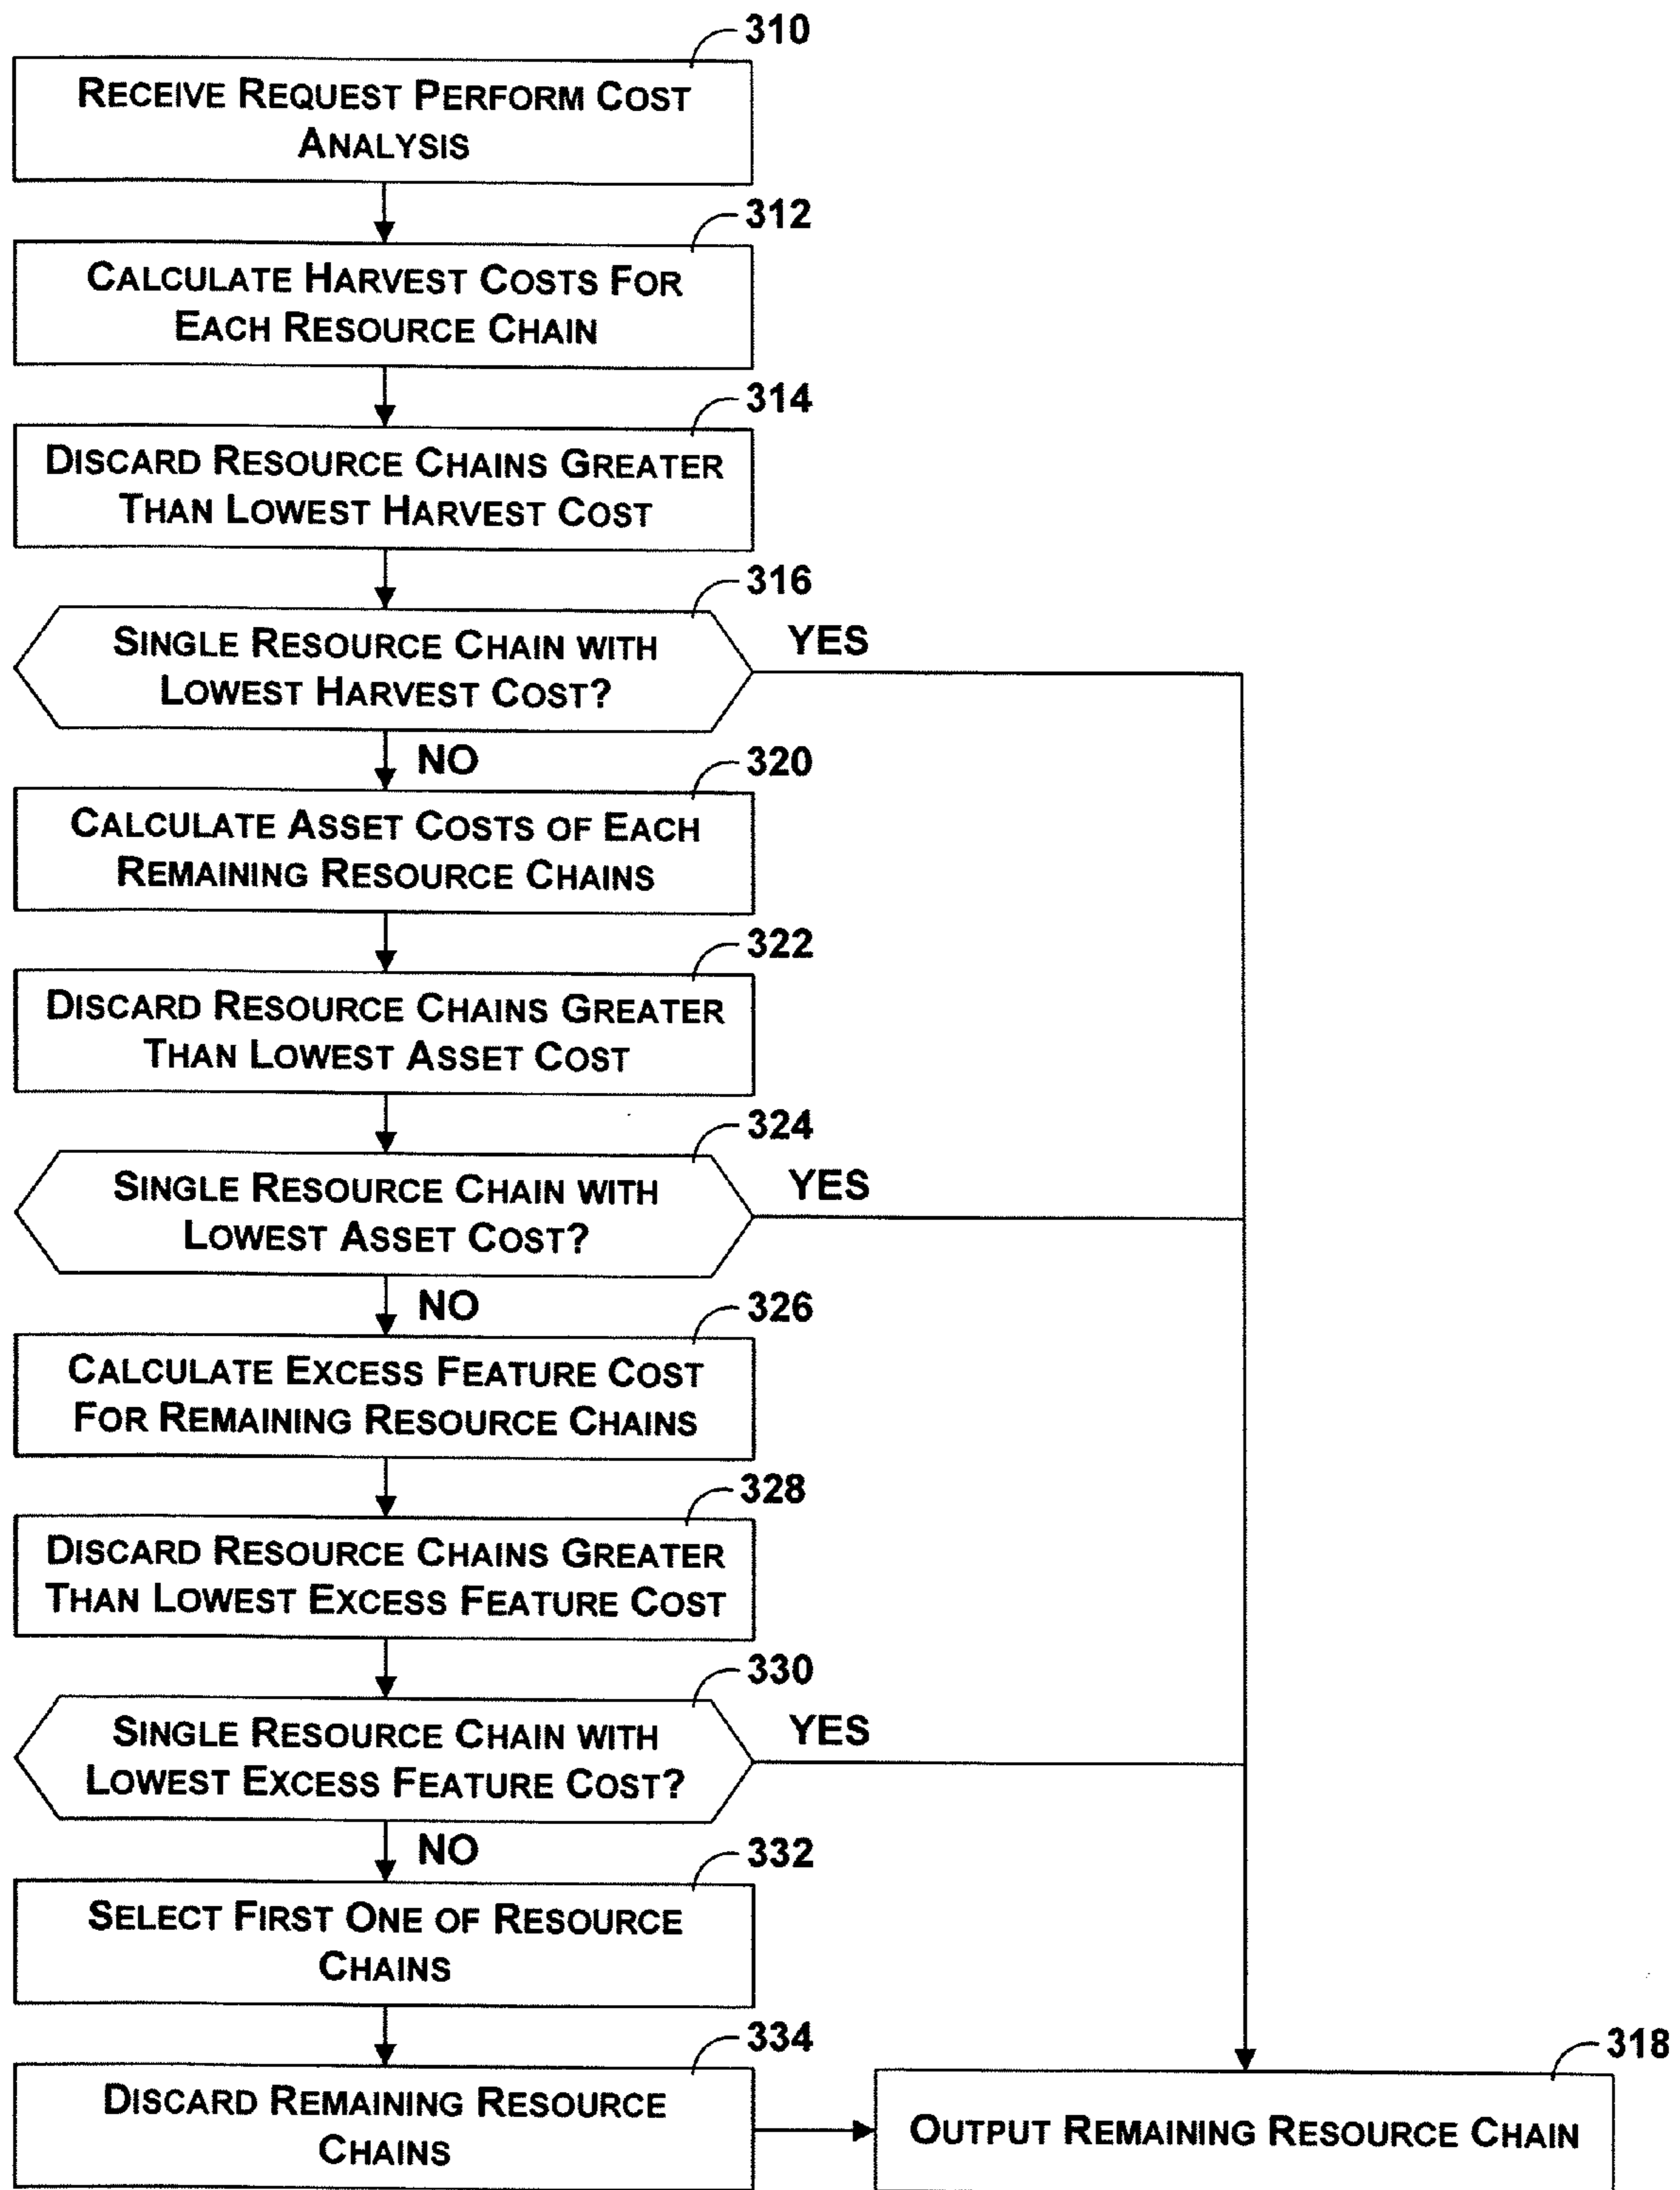 310
RECEIVE REQUEST PERFORM COST
ANALYSIS
312
CALCULATE HARVEST COSTS FOR
EACH RESOURCE CHAIN
314
DISCARD RESOURCE CHAINS GREATER
THAN LOWEST HARVEST COST
316
SINGLE RESOURCE CHAIN WITH
LOWEST HARVEST COST?
YES
NO
320
CALCULATE ASSET COSTS OF EACH
REMAINING RESOURCE CHAINS
322
DISCARD RESOURCE CHAINS GREATER
THAN LOWEST ASSET COST
324
SINGLE RESOURCE CHAIN WITH
LOWEST ASSET COST?
YES
NO
326
CALCULATE EXCESS FEATURE COST
FOR REMAINING RESOURCE CHAINS
328
DISCARD RESOURCE CHAINS GREATER
THAN LOWEST EXCESS FEATURE COST
330
SINGLE RESOURCE CHAIN WITH
LOWEST EXCESS FEATURE COST?
YES
NO
332
SELECT FIRST ONE OF RESOURCE
CHAINS
334
DISCARD REMAINING RESOURCE
CHAINS
318
OUTPUT REMAINING RESOURCE CHAIN